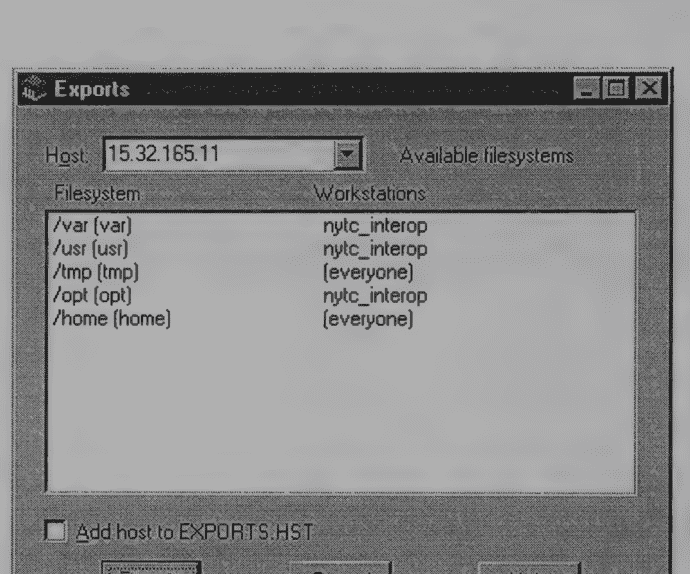 Exports
Host: 15.32.165.11 Available filesystems
Filesystem Workstations
/var (var) nytc_interop
/usr (usr) nytc_interop
/tmp (tmp) (everyone)
/opt (opt) nytc_interop
/home (home) (everyone)
Add host to EXPORTS.HST